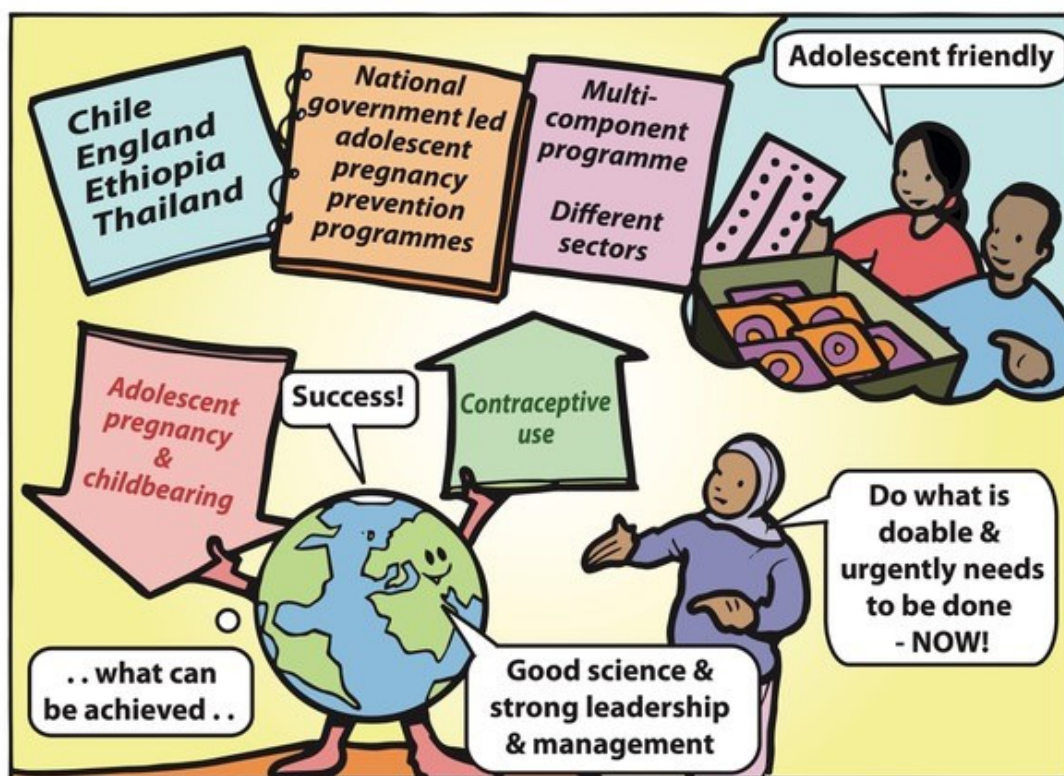 Chile
England
Ethiopia
Thailand
National
government led
adolescent
pregnancy
prevention
programmes
Multi-
component
programme
Different
sectors
Adolescent friendly
Adolescent
pregnancy
&
childbearing
Success!
Contraceptive
use
Do what is
doable &
urgently needs
to be done
- NOW!
. . what can
be achieved . .
Good science &
strong leadership
& management